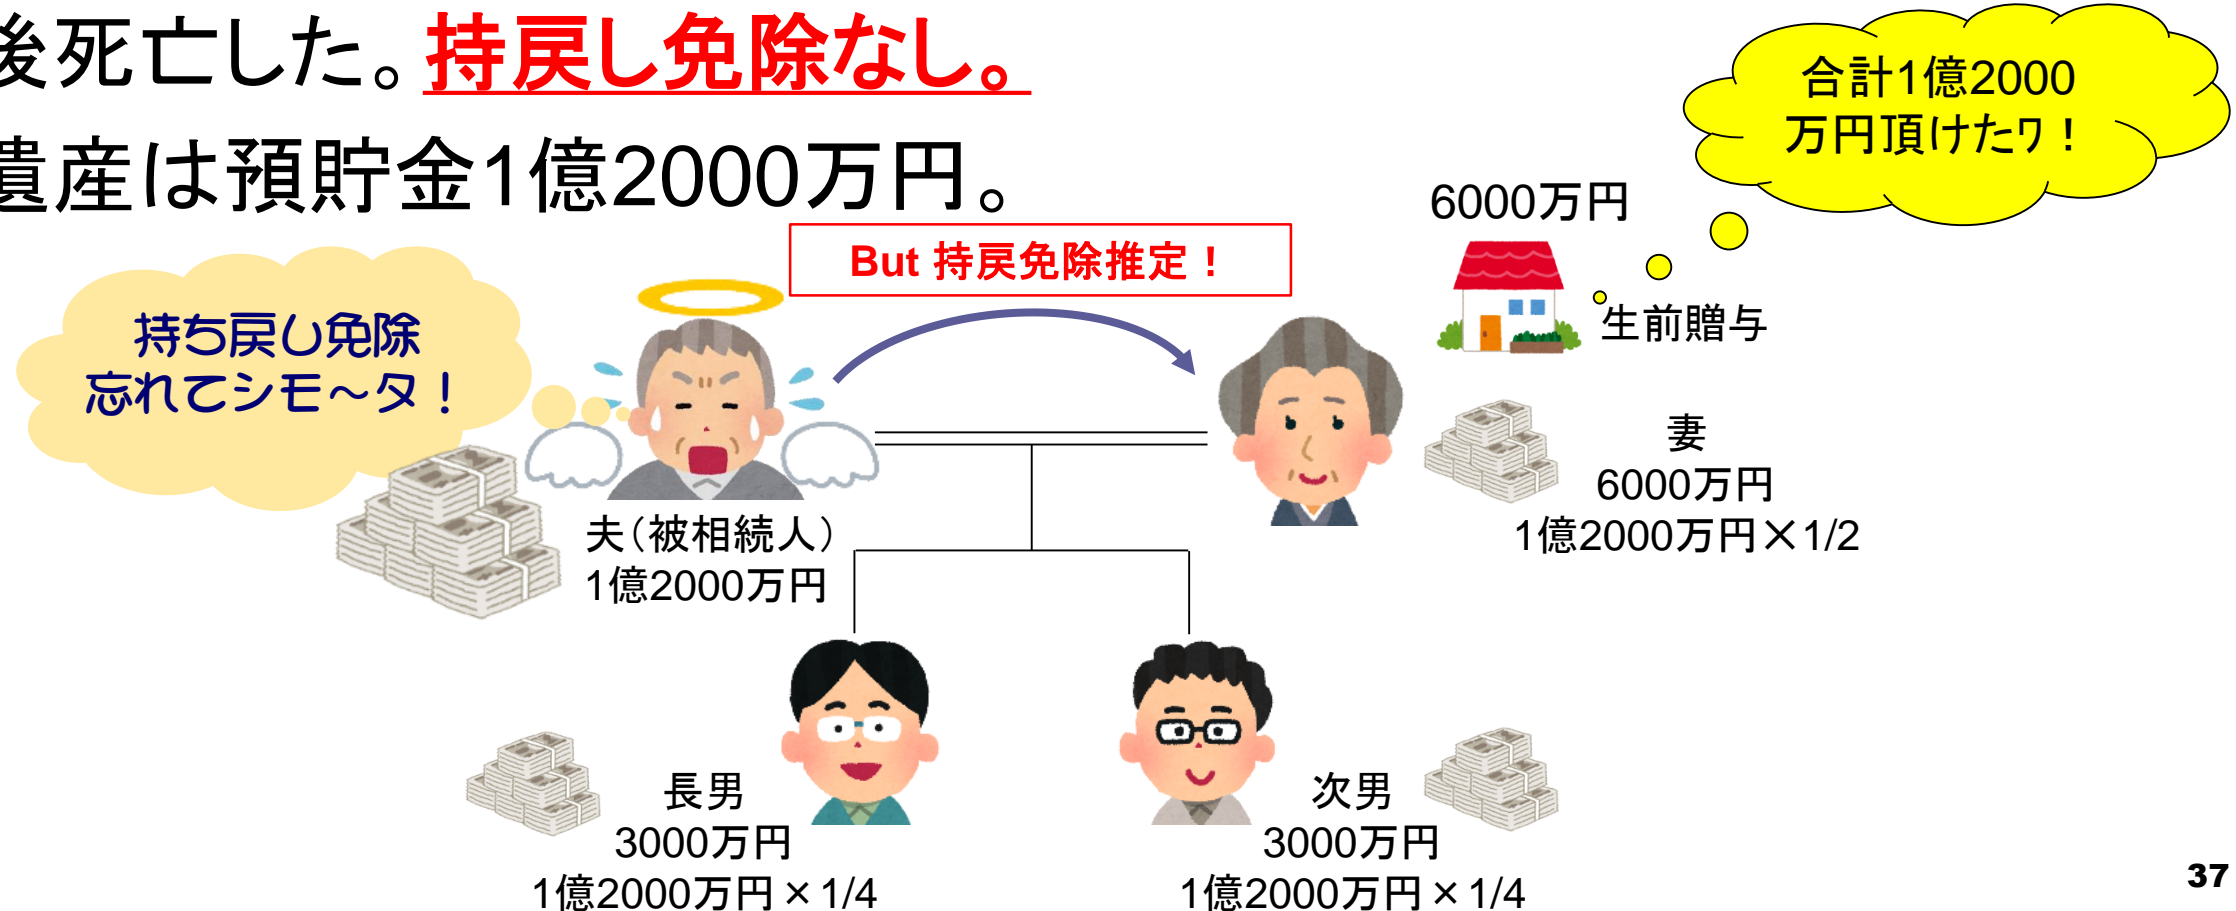 後死亡した。持戻し免除なし。
遺産は預貯金1億2000万円。
合計1億2000
万円頂けたワ！
6000万円
But 持戻免除推定！
生前贈与
持ち戻し免除
忘れてシモ～タ！
妻
6000万円
1億2000万円×1/2
夫（被相続人）
1億2000万円
長男
3000万円
1億2000万円×1/4
次男
3000万円
1億2000万円×1/4
37